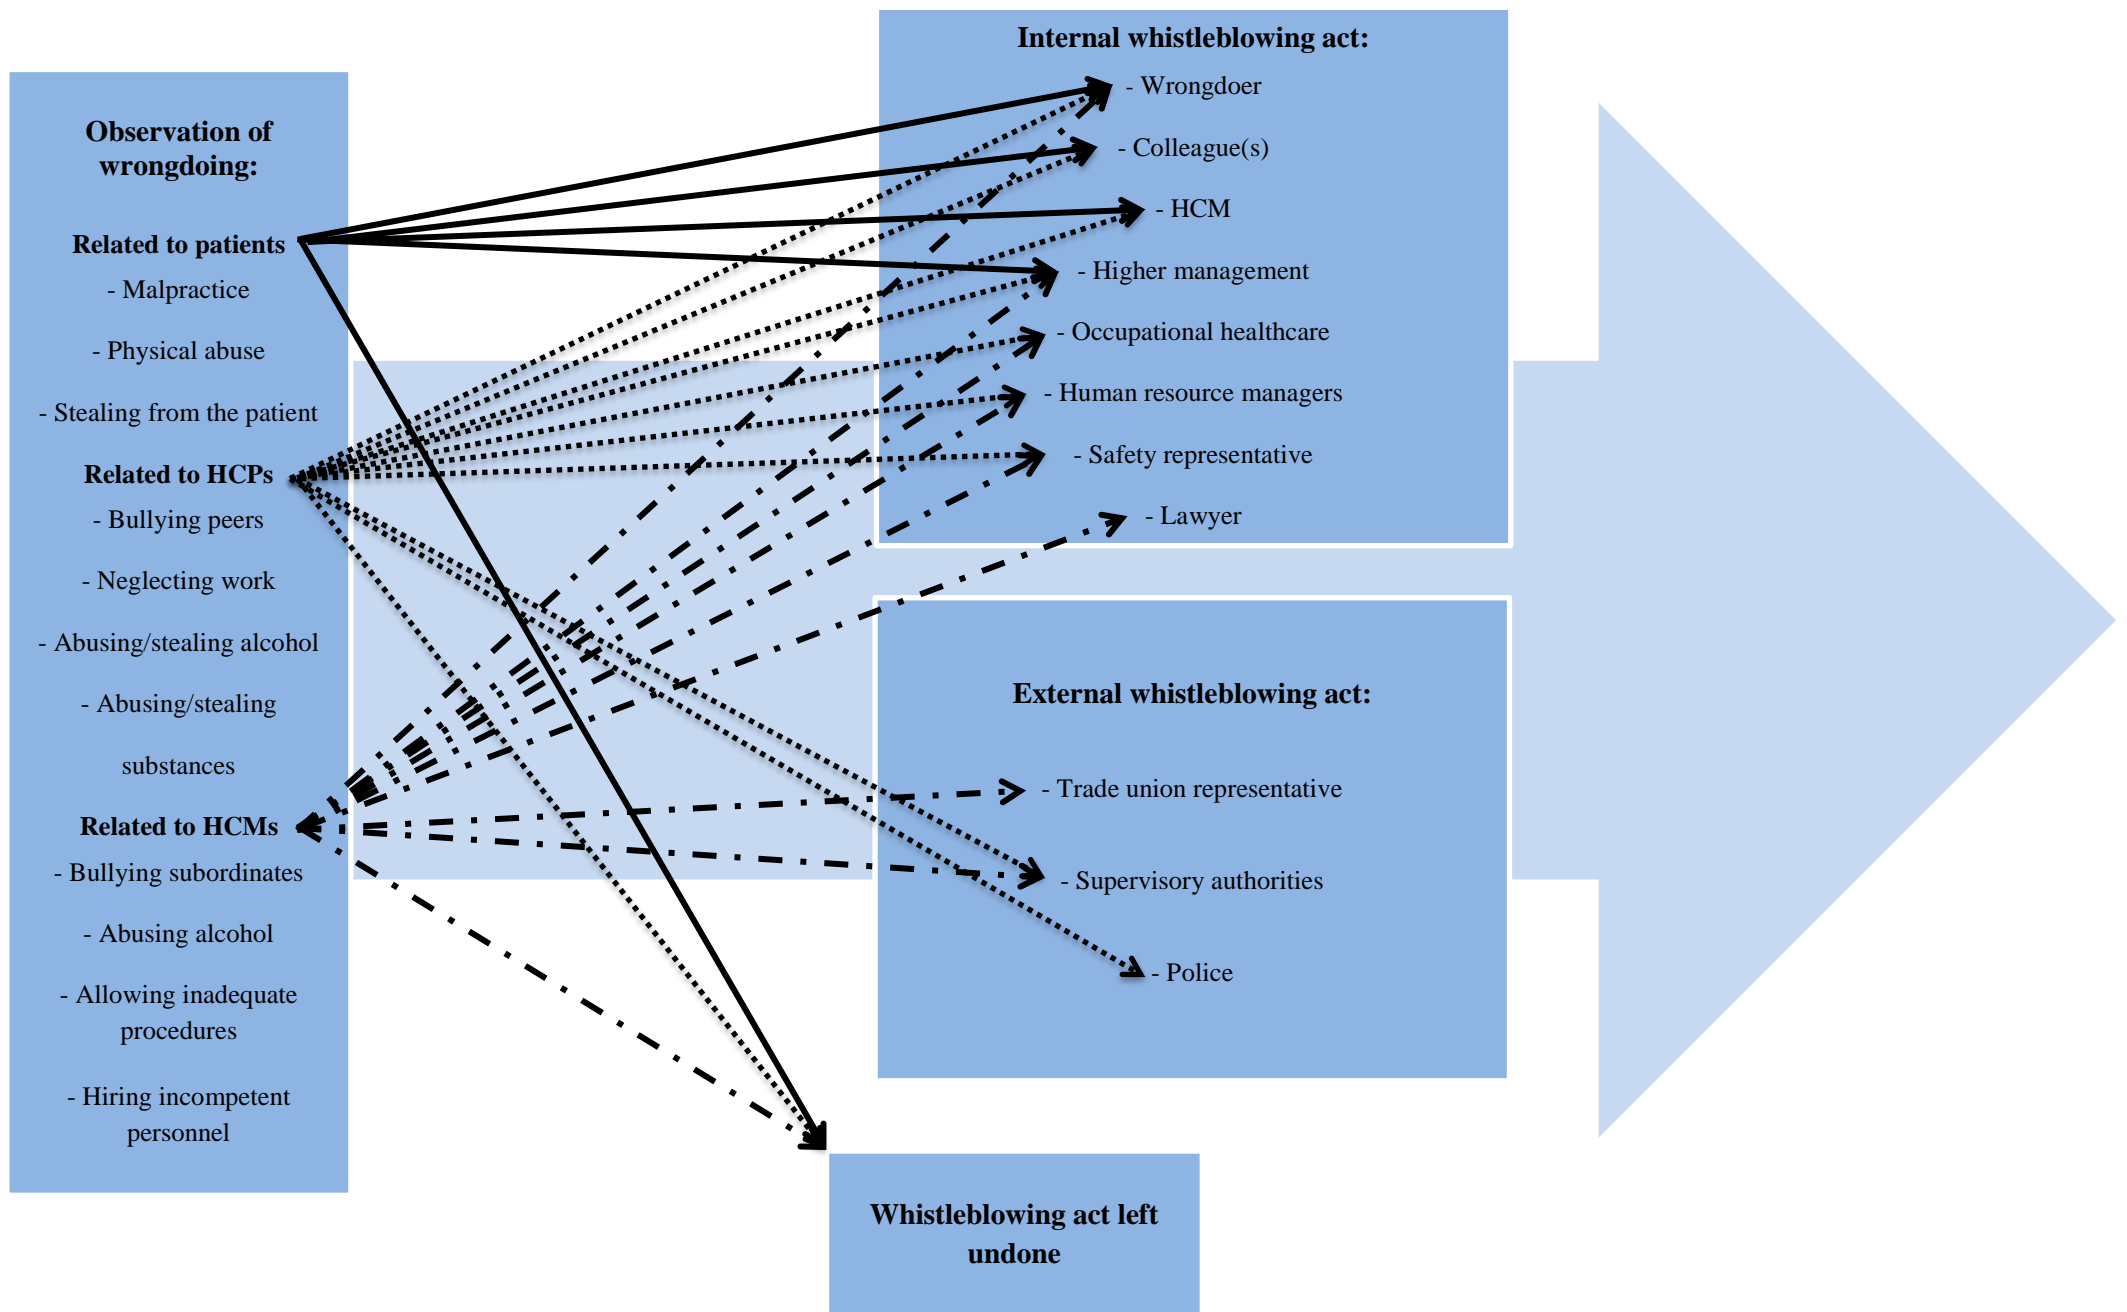 Observation of
wrongdoing:
Related to patients
- Malpractice
- Physical abuse
- Stealing from the patient
Related to HCPs
- Bullying peers
- Neglecting work
- Abusing/stealing alcohol
- Abusing/stealing
substances
Related to HCMs
- Bullying subordinates
- Abusing alcohol
- Allowing inadequate
procedures
- Hiring incompetent
personnel
Internal whistleblowing act:
- Wrongdoer
- Colleague(s)
- HCM
- Higher management
- Occupational healthcare
- Human resource managers
- Safety representative
- Lawyer
External whistleblowing act:
- Trade union representative
- Supervisory authorities
- Police
Whistleblowing act left
undone